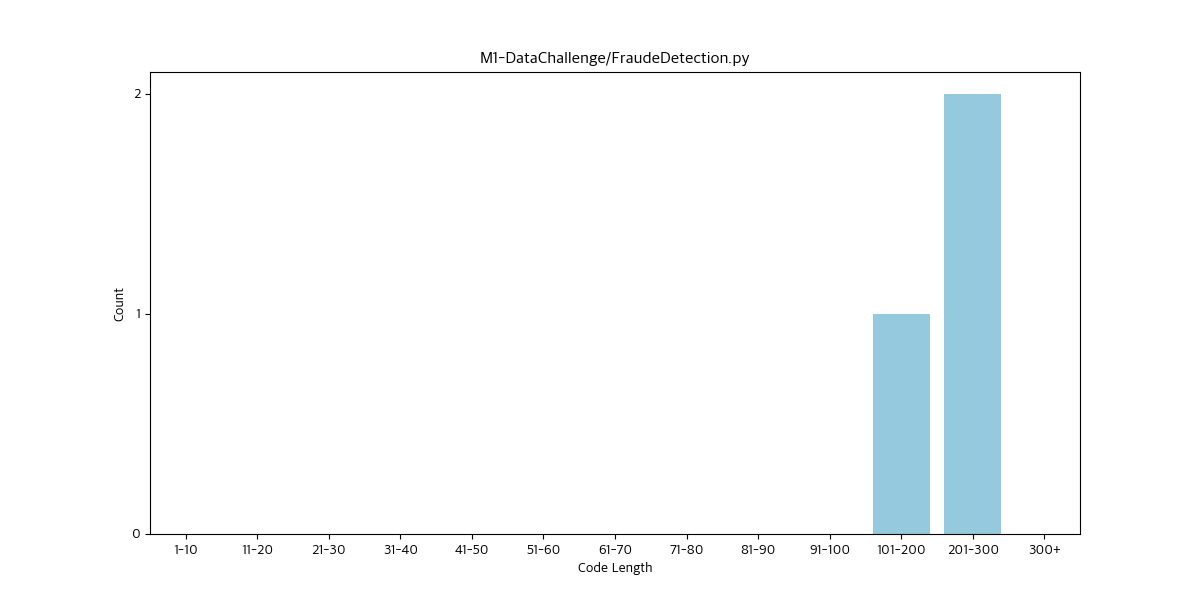 M1-DataChallenge/FraudeDetection.py
Count
2
1
0
1-10 11-20 21-30 31-40 41-50 51-60 61-70 71-80 81-90 91-100 101-200 201-300 300+
Code Length